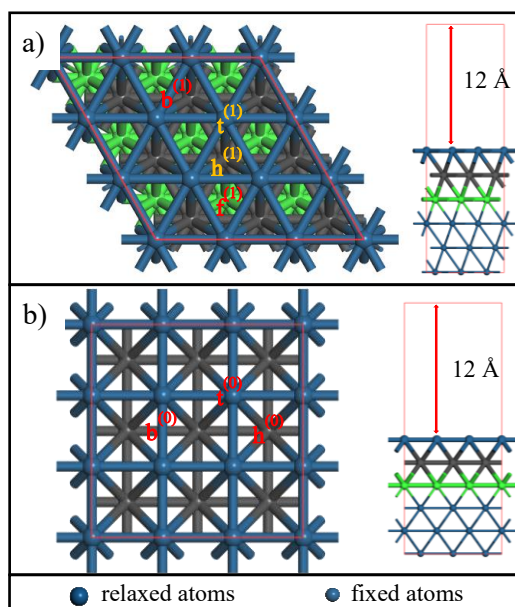 a)
b⁽¹⁾
t⁽¹⁾
h⁽¹⁾
f⁽¹⁾
12 Å
b)
t⁽⁰⁾
b⁽⁰⁾
h⁽⁰⁾
12 Å
relaxed atoms
fixed atoms